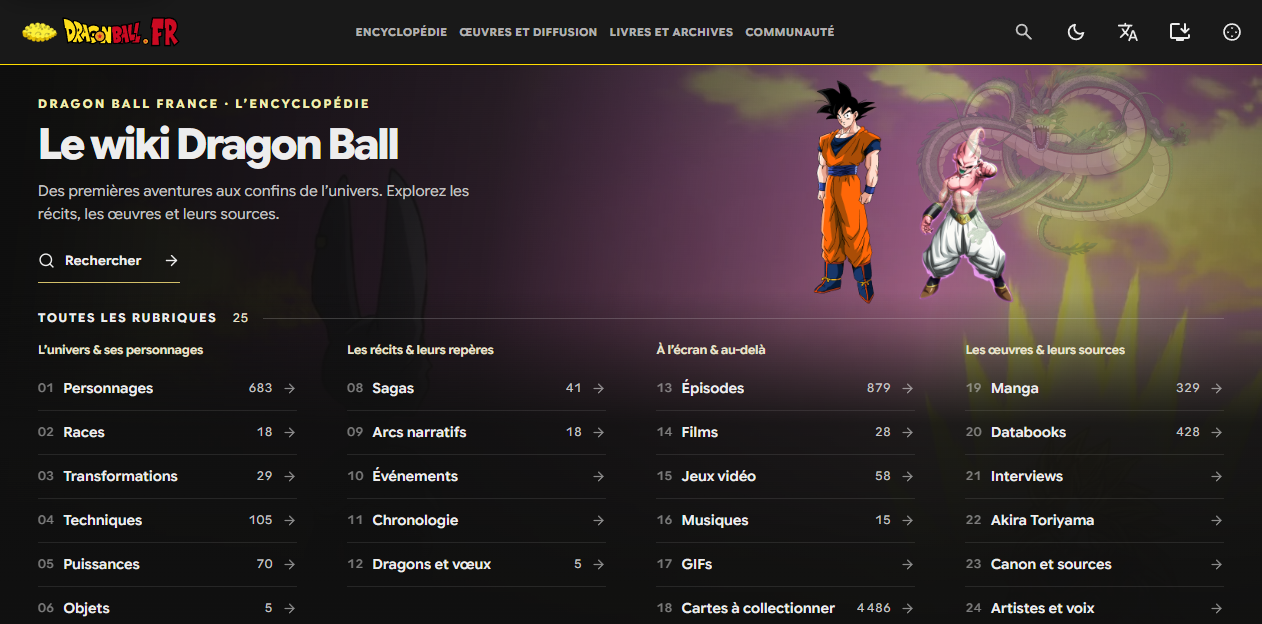 DRAGONBALL.FR
ENCYCLOPÉDIE ŒUVRES ET DIFFUSION LIVRES ET ARCHIVES COMMUNAUTÉ
DRAGON BALL FRANCE · L’ENCYCLOPÉDIE
Le wiki Dragon Ball
Des premières aventures aux confins de l’univers. Explorez les
récits, les œuvres et leurs sources.
Rechercher
TOUTES LES RUBRIQUES 25
L’univers & ses personnages
01 Personnages 683
02 Races 18
03 Transformations 29
04 Techniques 105
05 Puissances 70
06 Objets 5
Les récits & leurs repères
08 Sagas 41
09 Arcs narratifs 18
10 Événements
11 Chronologie
12 Dragons et vœux 5
À l’écran & au-delà
13 Épisodes 879
14 Films 28
15 Jeux vidéo 58
16 Musiques 15
17 GIFs
18 Cartes à collectionner 4 486
Les œuvres & leurs sources
19 Manga 329
20 Databooks 428
21 Interviews
22 Akira Toriyama
23 Canon et sources
24 Artistes et voix